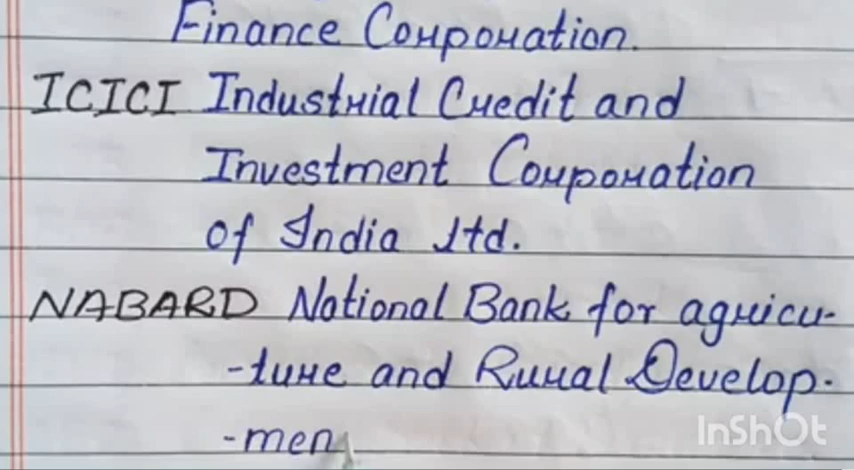 Finance Corporation.
ICICI Industrial Credit and
Investment Corporation
of India Ltd.
NABARD National Bank for agricu-
-ture and Rural Develop-
-men
InShOt